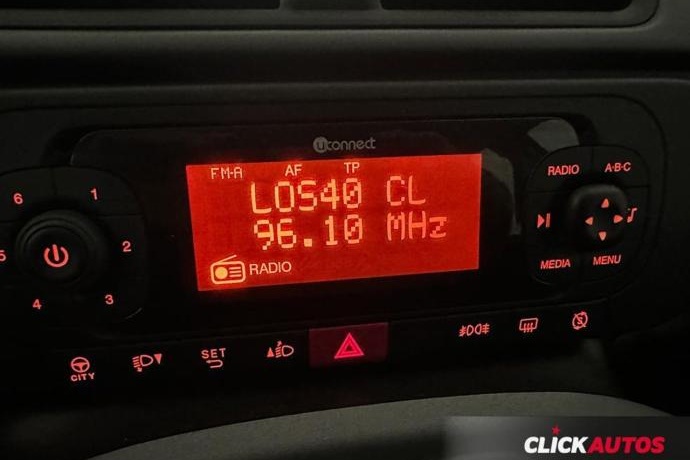 uconnect
FM-A AF TP
LOS40 CL
96.10 MHz
RADIO
6 1
5 2
4 3
RADIO A-B-C
MEDIA MENU
CITY
SET
CLICKAUTOS